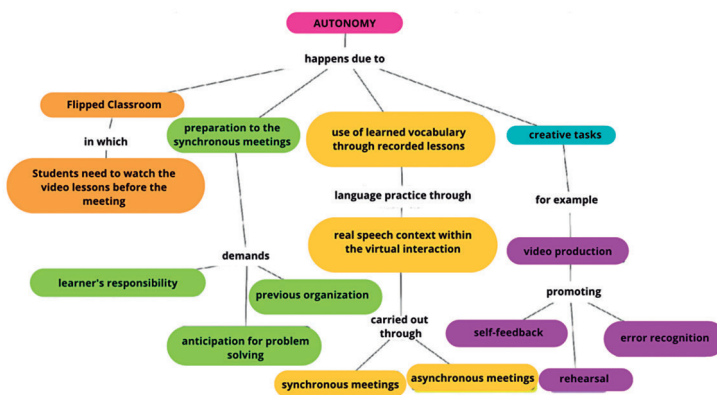 AUTONOMY
happens due to
Flipped Classroom
in which
Students need to watch the
video lessons before the
meeting
preparation to the
synchronous meetings
demands
learner's responsibility
previous organization
anticipation for problem
solving
use of learned vocabulary
through recorded lessons
language practice through
real speech context within
the virtual interaction
carried out
through
synchronous meetings
asynchronous meetings
creative tasks
for example
video production
promoting
self-feedback
rehearsal
error recognition